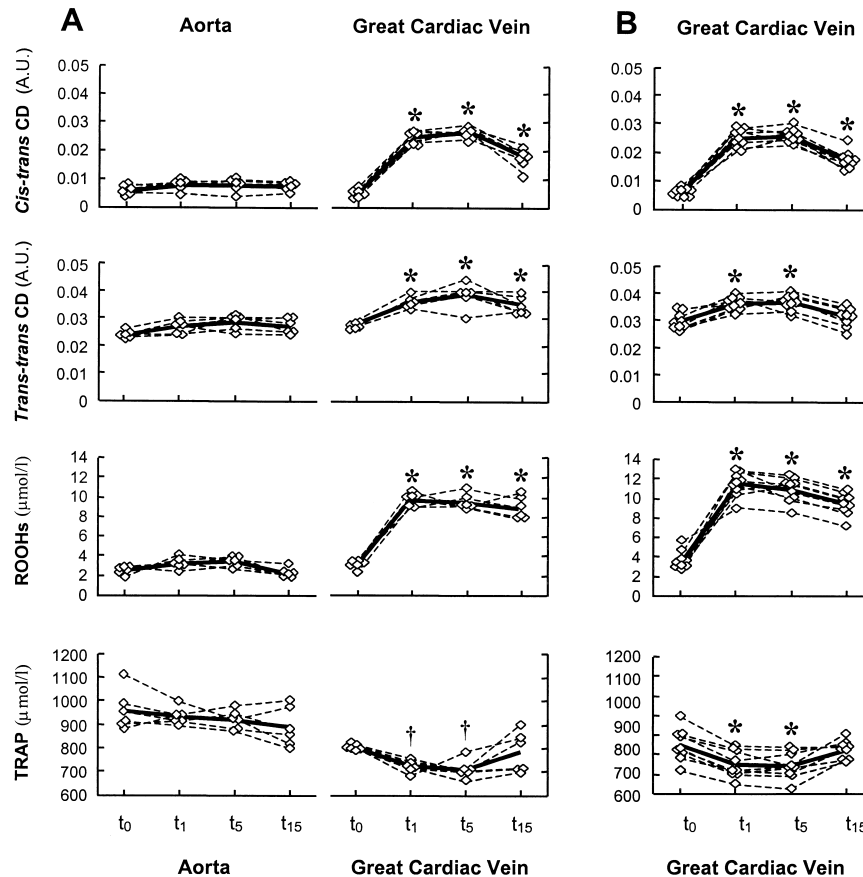 A Aorta Great Cardiac Vein B Great Cardiac Vein
Cis-trans CD (A.U.)
0.05 0.05
0.04 0.04
0.03 0.03
0.02 0.02
0.01 0.01
0 0
* * *
* * *
Trans-trans CD (A.U.)
0.05 0.05
0.04 0.04
0.03 0.03
0.02 0.02
0.01 0.01
0 0
* * *
* *
ROOHs (μmol/l)
14 14
12 12
10 10
8 8
6 6
4 4
2 2
0 0
* * *
* * *
TRAP (μmol/l)
1200 1200
1100 1100
1000 1000
900 900
800 800
700 700
600 600
† †
* *
t0 t1 t5 t15 t0 t1 t5 t15 t0 t1 t5 t15
Aorta Great Cardiac Vein Great Cardiac Vein